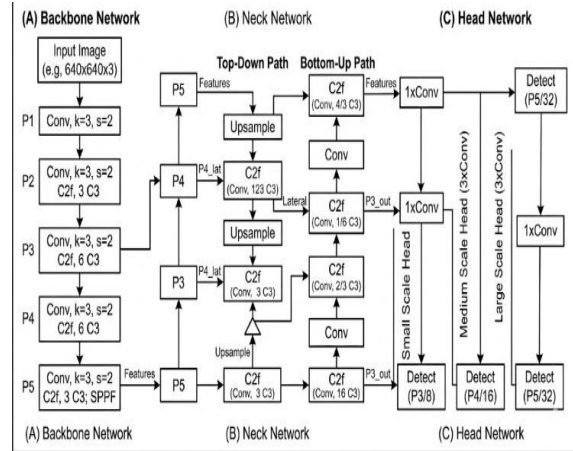 (A) Backbone Network
(B) Neck Network
(C) Head Network
Input Image
(e.g, 640x640x3)
P1
Conv, k=3, s=2
P2
Conv, k=3, s=2
C2f, 3 C3
P3
Conv, k=3, s=2
C2f, 6 C3
P4
Conv, k=3, s=2
C2f, 6 C3
P5
Conv, k=3, s=2
C2f, 3 C3; SPPF
Features
Top-Down Path
Bottom-Up Path
P5
Features
Upsample
P4
P4_lat
C2f
(Conv, 123 C3)
Lateral
Upsample
P3
P4_lat
C2f
(Conv, 3 C3)
Upsample
P5
C2f
(Conv, 3 C3)
C2f
(Conv, 4/3 C3)
Features
Conv
C2f
(Conv, 1/6 C3)
P3_out
C2f
(Conv, 2/3 C3)
Conv
C2f
(Conv, 16 C3)
P3_out
1xConv
1xConv
Small Scale Head
Medium Scale Head (3xConv)
Large Scale Head (3xConv)
Detect
(P5/32)
1xConv
Detect
(P3/8)
Detect
(P4/16)
Detect
(P5/32)
(A) Backbone Network
(B) Neck Network
(C) Head Network